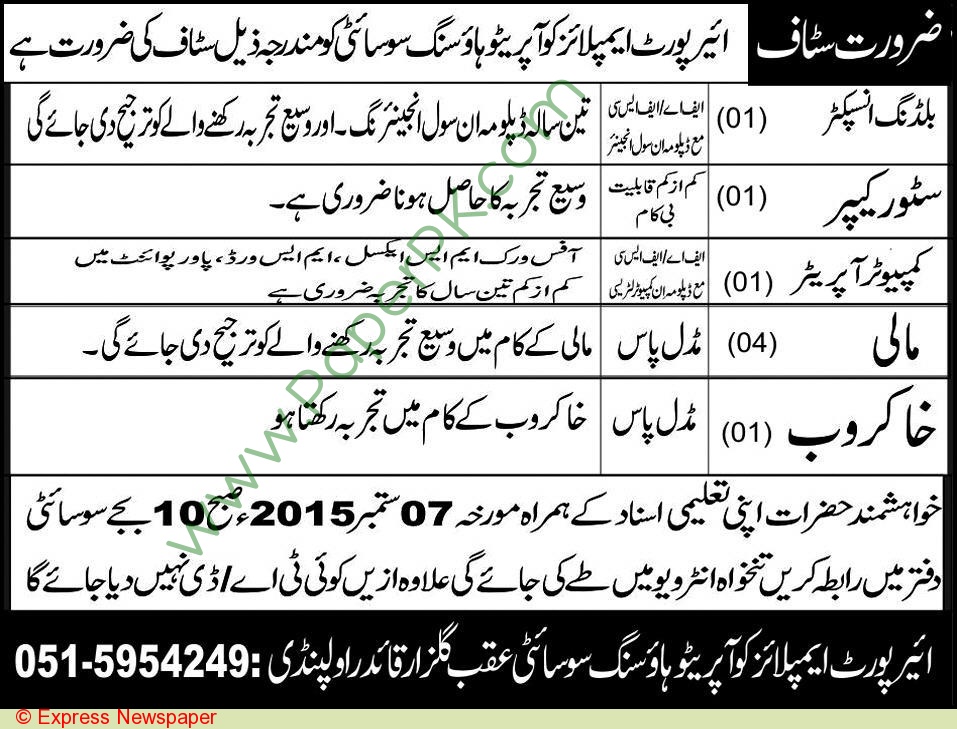 ضرورت سٹاف
ائیرپورٹ ایمپلائز کوآپریٹو ہاؤسنگ سوسائٹی کو مندرجہ ذیل سٹاف کی ضرورت ہے
بلڈنگ انسپکٹر (01) ایف اے/ایف ایس سی
مع ڈپلومہ ان سول انجینئر
تین سالہ ڈپلومہ ان سول انجینئرنگ۔ اور وسیع تجربہ رکھنے والے کو ترجیح دی جائے گی
سٹور کیپر (01) کم از کم قابلیت
بی کام
وسیع تجربہ کا حاصل ہونا ضروری ہے۔
کمپیوٹر آپریٹر (01) ایف اے/ایف ایس سی
مع ڈپلومہ ان کمپیوٹر لٹریسی
آفس ورک ایم ایس ایکسل، ایم ایس ورڈ، پاور پوائنٹ میں
کم از کم تین سال کا تجربہ ضروری ہے
مالی (04) مڈل پاس مالی کے کام میں وسیع تجربہ رکھنے والے کو ترجیح دی جائے گی۔
خاکروب (01) مڈل پاس خاکروب کے کام میں تجربہ رکھتا ہو
خواہشمند حضرات اپنی تعلیمی اسناد کے ہمراہ مورخہ 07 ستمبر 2015ء صبح 10 بجے سوسائٹی
دفتر میں رابطہ کریں تنخواہ انٹرویو میں طے کی جائے گی علاوہ ازیں کوئی ٹی اے/ڈی نہیں دیا جائے گا
ائیرپورٹ ایمپلائز کوآپریٹو ہاؤسنگ سوسائٹی عقب گلزار قائد راولپنڈی: 051-5954249
www.PaperPK.com
© Express Newspaper